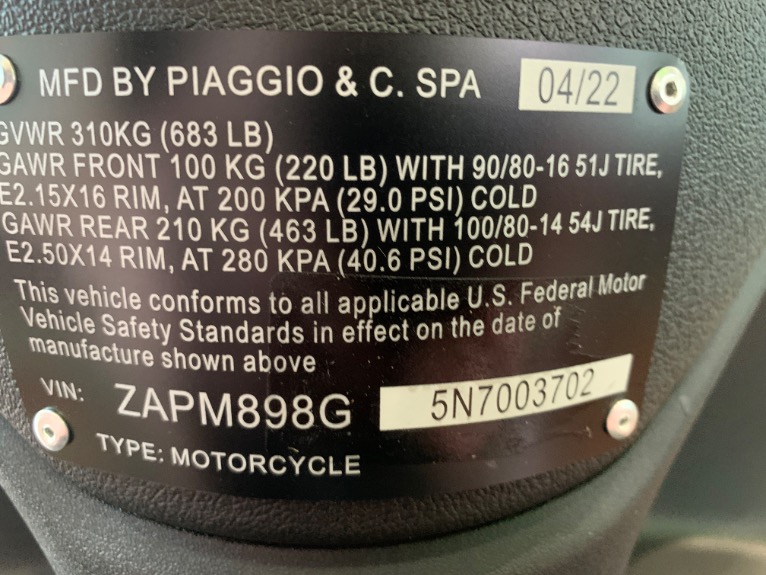 MFD BY PIAGGIO & C. SPA 04/22
GVWR 310KG (683 LB)
GAWR FRONT 100 KG (220 LB) WITH 90/80-16 51J TIRE,
E2.15X16 RIM, AT 200 KPA (29.0 PSI) COLD
GAWR REAR 210 KG (463 LB) WITH 100/80-14 54J TIRE,
E2.50X14 RIM, AT 280 KPA (40.6 PSI) COLD
This vehicle conforms to all applicable U.S. Federal Motor
Vehicle Safety Standards in effect on the date of
manufacture shown above
VIN: ZAPM898G 5N7003702
TYPE: MOTORCYCLE